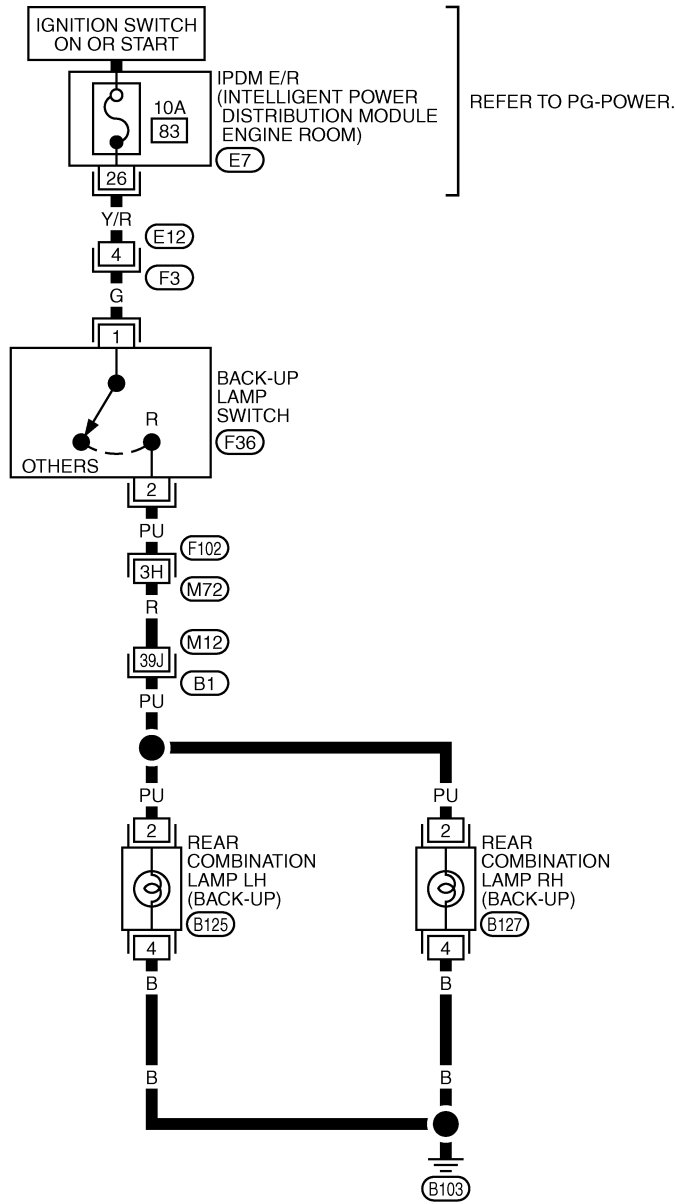 IGNITION SWITCH
ON OR START
IPDM E/R
(INTELLIGENT POWER
DISTRIBUTION MODULE
ENGINE ROOM)
10A
83
E7
REFER TO PG-POWER.
26
Y/R
E12
4
F3
G
1
BACK-UP
LAMP
SWITCH
F36
R
OTHERS
2
PU
F102
3H
M72
R
M12
39J
B1
PU
PU
PU
2
2
REAR
COMBINATION
LAMP LH
(BACK-UP)
B125
REAR
COMBINATION
LAMP RH
(BACK-UP)
B127
4
4
B
B
B
B
B103